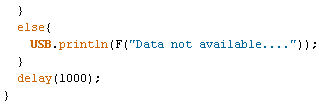 }
else{
USB.println(F("Data not available...."));
}
delay(1000);
}